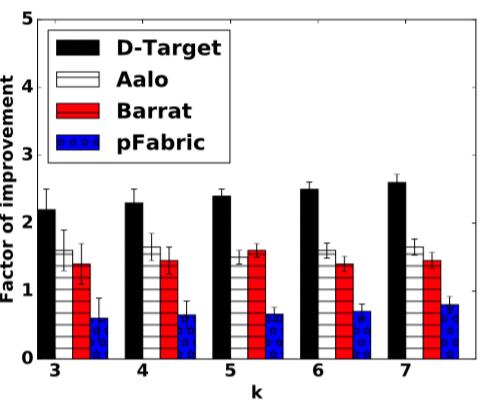 5
4
3
2
1
0
Factor of improvement
D-Target
Aalo
Barrat
pFabric
3 4 5 6 7
k